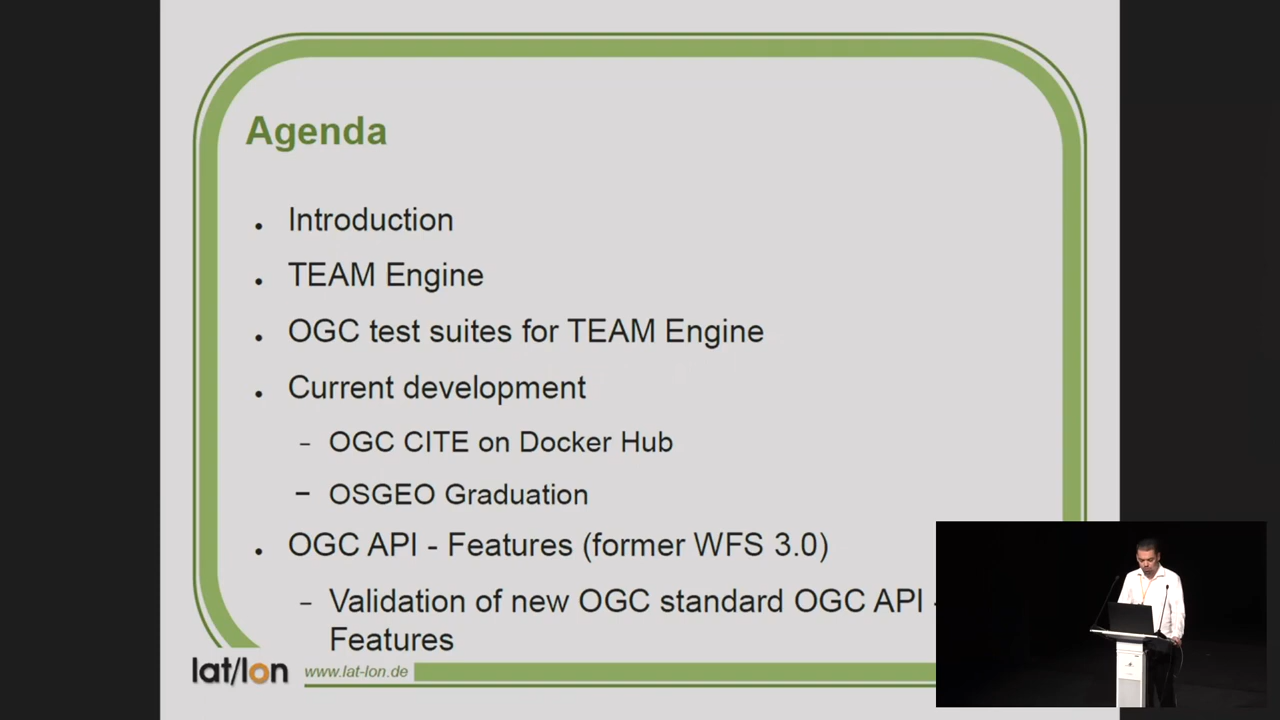 Agenda
• Introduction
• TEAM Engine
• OGC test suites for TEAM Engine
• Current development
– OGC CITE on Docker Hub
– OSGEO Graduation
• OGC API - Features (former WFS 3.0)
– Validation of new OGC standard OGC API -
Features
lat/lon www.lat-lon.de